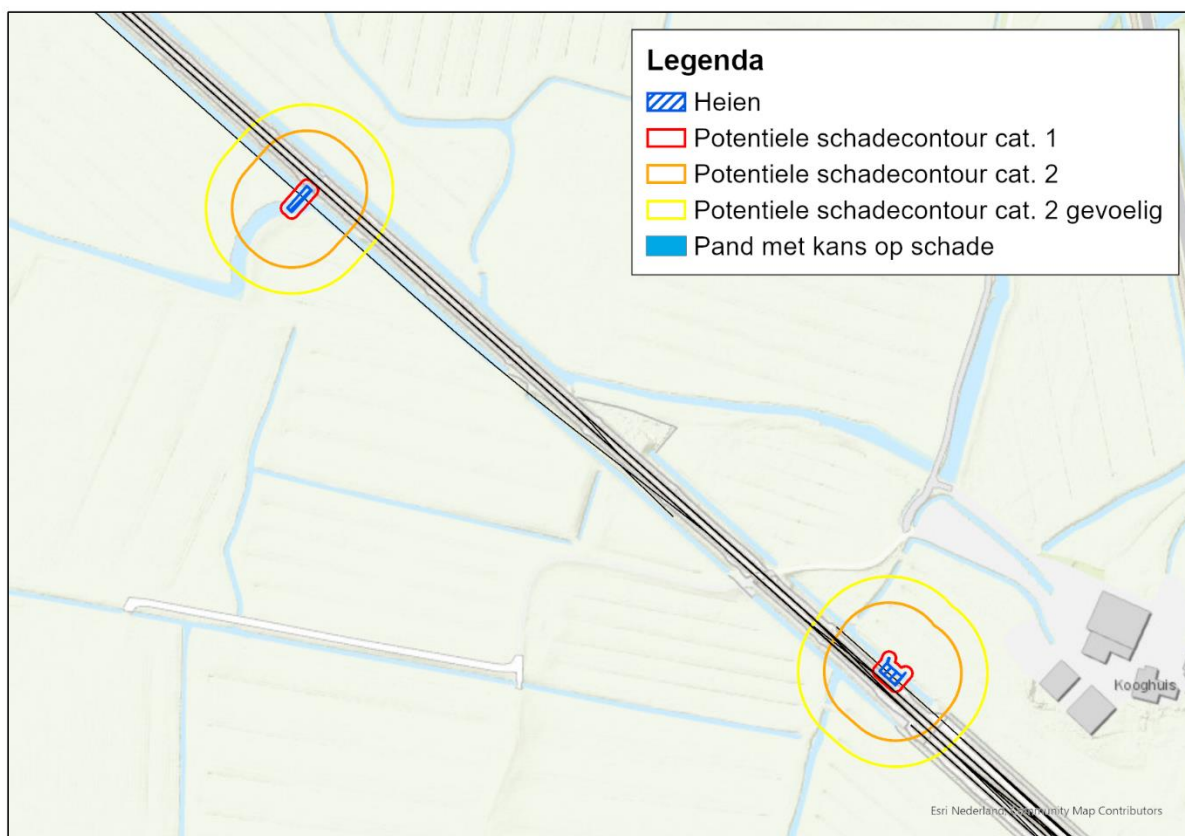 Legenda
Heien
Potentiele schadecontour cat. 1
Potentiele schadecontour cat. 2
Potentiele schadecontour cat. 2 gevoelig
Pand met kans op schade
Kooghuis
Esri Nederland, Community Map Contributors